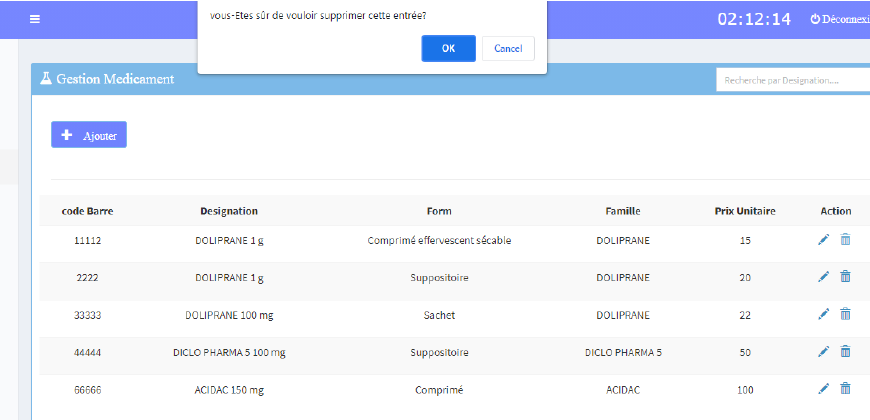 vous-Etes sûr de vouloir supprimer cette entrée?
OK Cancel
02:12:14 Déconnexi
Gestion Medicament
Recherche par Designation....
Ajouter
code Barre Designation Form Famille Prix Unitaire Action
11112 DOLIPRANE 1 g Comprimé effervescent sécable DOLIPRANE 15
2222 DOLIPRANE 1 g Suppositoire DOLIPRANE 20
33333 DOLIPRANE 100 mg Sachet DOLIPRANE 22
44444 DICLO PHARMA 5 100 mg Suppositoire DICLO PHARMA 5 50
66666 ACIDAC 150 mg Comprimé ACIDAC 100